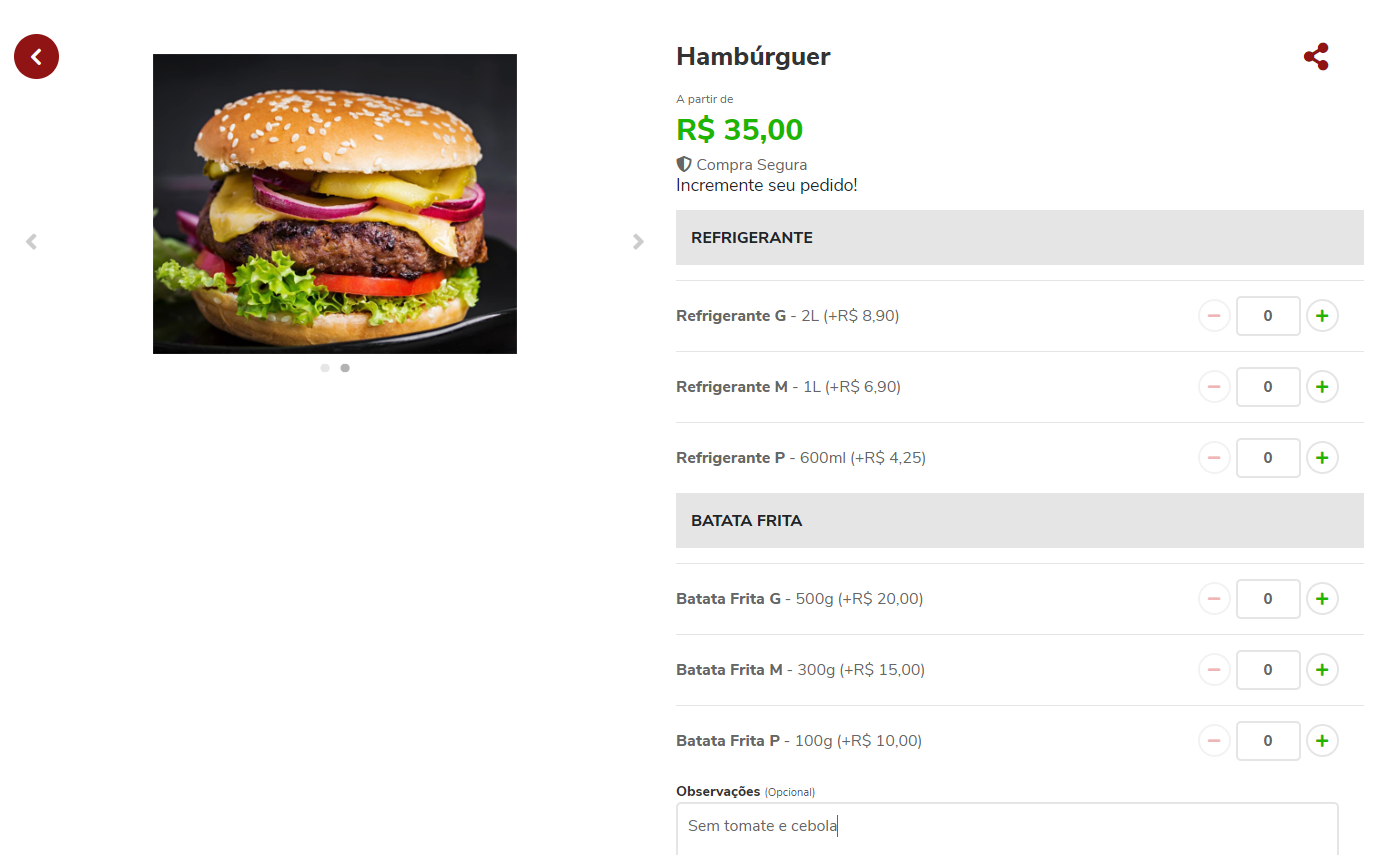 Hambúrguer
A partir de
R$ 35,00
Compra Segura
Incremente seu pedido!
REFRIGERANTE
Refrigerante G - 2L (+R$ 8,90)
0
Refrigerante M - 1L (+R$ 6,90)
0
Refrigerante P - 600ml (+R$ 4,25)
0
BATATA FRITA
Batata Frita G - 500g (+R$ 20,00)
0
Batata Frita M - 300g (+R$ 15,00)
0
Batata Frita P - 100g (+R$ 10,00)
0
Observações (Opcional)
Sem tomate e cebola